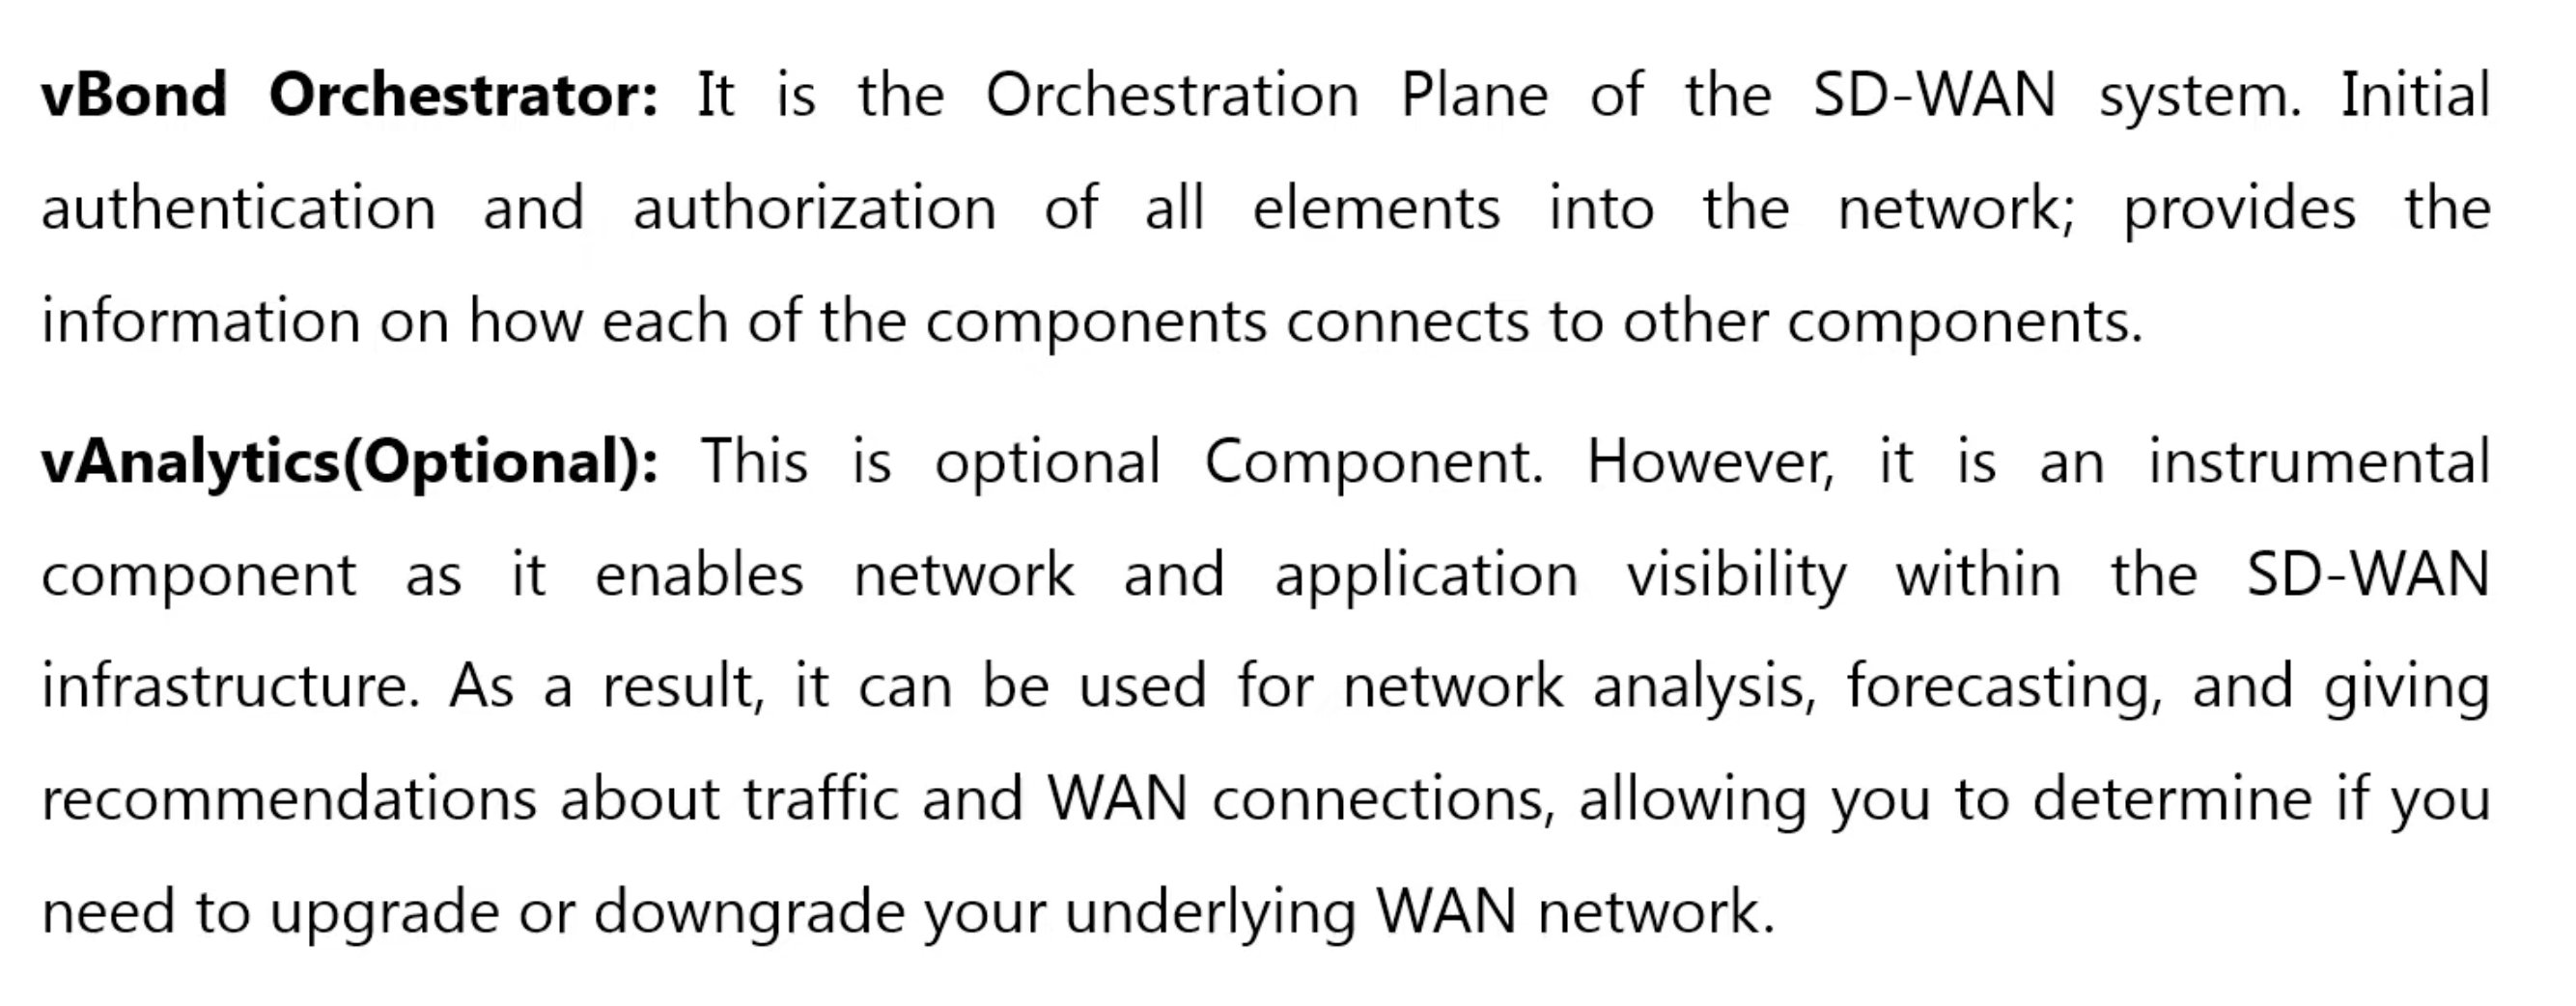 vBond Orchestrator: It is the Orchestration Plane of the SD-WAN system. Initial
authentication and authorization of all elements into the network; provides the
information on how each of the components connects to other components.
vAnalytics(Optional): This is optional Component. However, it is an instrumental
component as it enables network and application visibility within the SD-WAN
infrastructure. As a result, it can be used for network analysis, forecasting, and giving
recommendations about traffic and WAN connections, allowing you to determine if you
need to upgrade or downgrade your underlying WAN network.